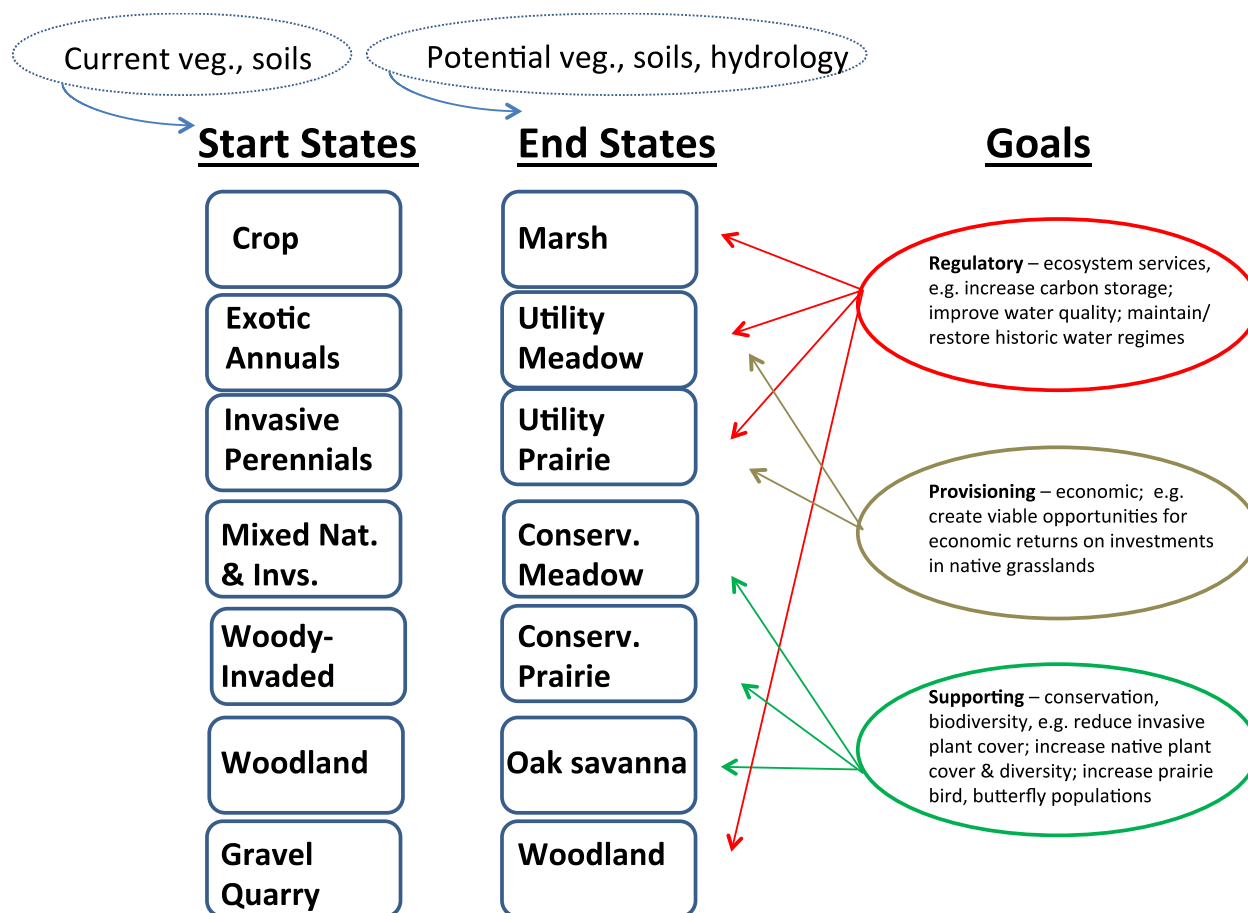 Current veg., soils
Potential veg., soils, hydrology
Start States
End States
Goals
Crop
Exotic
Annuals
Invasive
Perennials
Mixed Nat.
& Invs.
Woody-
Invaded
Woodland
Gravel
Quarry
Marsh
Utility
Meadow
Utility
Prairie
Conserv.
Meadow
Conserv.
Prairie
Oak savanna
Woodland
Regulatory – ecosystem services,
e.g. increase carbon storage;
improve water quality; maintain/
restore historic water regimes
Provisioning – economic;  e.g.
create viable opportunities for
economic returns on investments
in native grasslands
Supporting – conservation,
biodiversity, e.g. reduce invasive
plant cover; increase native plant
cover & diversity; increase prairie
bird, butterfly populations